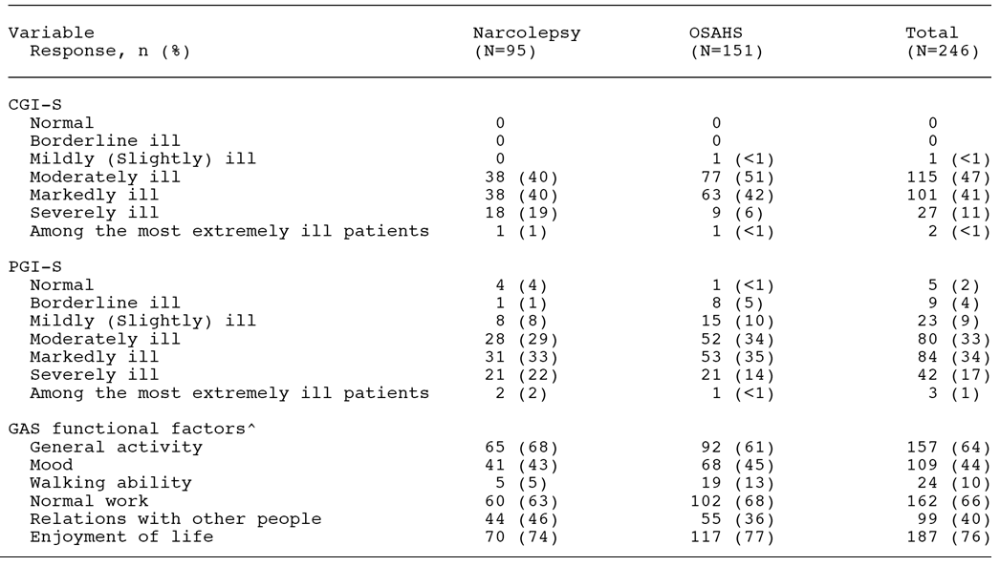 Variable Narcolepsy OSAHS Total
Response, n (%) (N=95) (N=151) (N=246)
CGI-S
Normal 0 0 0
Borderline ill 0 0 0
Mildly (Slightly) ill 0 1 (<1) 1 (<1)
Moderately ill 38 (40) 77 (51) 115 (47)
Markedly ill 38 (40) 63 (42) 101 (41)
Severely ill 18 (19) 9 (6) 27 (11)
Among the most extremely ill patients 1 (1) 1 (<1) 2 (<1)
PGI-S
Normal 4 (4) 1 (<1) 5 (2)
Borderline ill 1 (1) 8 (5) 9 (4)
Mildly (Slightly) ill 8 (8) 15 (10) 23 (9)
Moderately ill 28 (29) 52 (34) 80 (33)
Markedly ill 31 (33) 53 (35) 84 (34)
Severely ill 21 (22) 21 (14) 42 (17)
Among the most extremely ill patients 2 (2) 1 (<1) 3 (1)
GAS functional factors^
General activity 65 (68) 92 (61) 157 (64)
Mood 41 (43) 68 (45) 109 (44)
Walking ability 5 (5) 19 (13) 24 (10)
Normal work 60 (63) 102 (68) 162 (66)
Relations with other people 44 (46) 55 (36) 99 (40)
Enjoyment of life 70 (74) 117 (77) 187 (76)